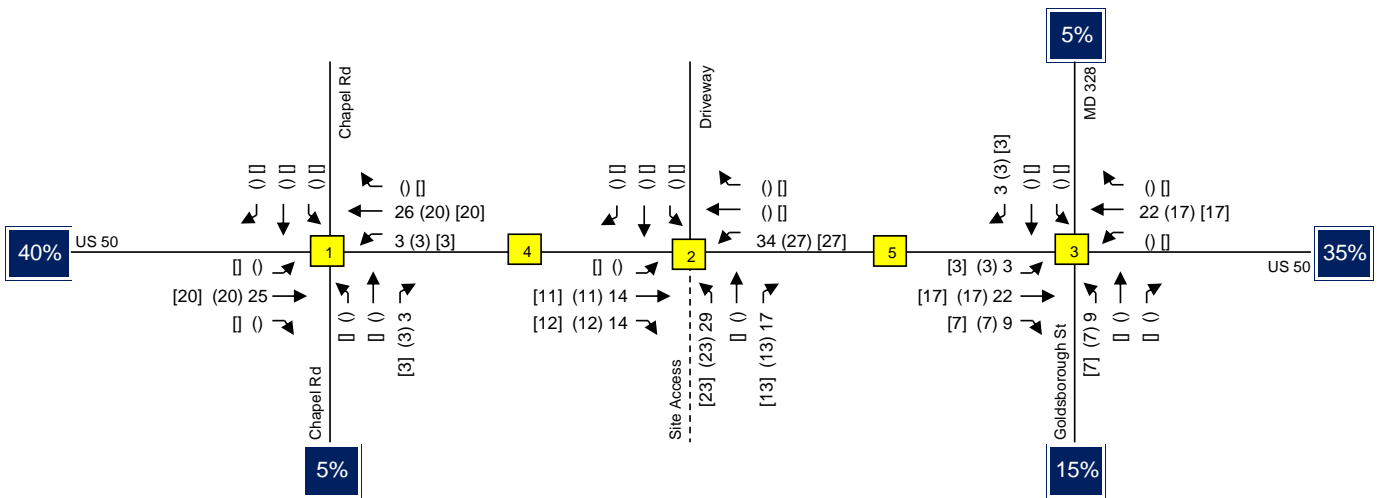 5%
Chapel Rd
Driveway
MD 328
() []
() []
() []
() []
26 (20) [20]
3 (3) [3]
() []
() []
() []
() []
() []
34 (27) [27]
3 (3) [3]
() []
() []
() []
22 (17) [17]
() []
40%
US 50
1
4
2
5
3
US 50
35%
[] ()
[20] (20) 25
[] ()
[] ()
[] ()
[3] (3) 3
[] ()
[11] (11) 14
[12] (12) 14
[23] (23) 29
[] ()
[13] (13) 17
[3] (3) 3
[17] (17) 22
[7] (7) 9
[7] (7) 9
[] ()
[] ()
Chapel Rd
Site Access
Goldsborough St
5%
15%